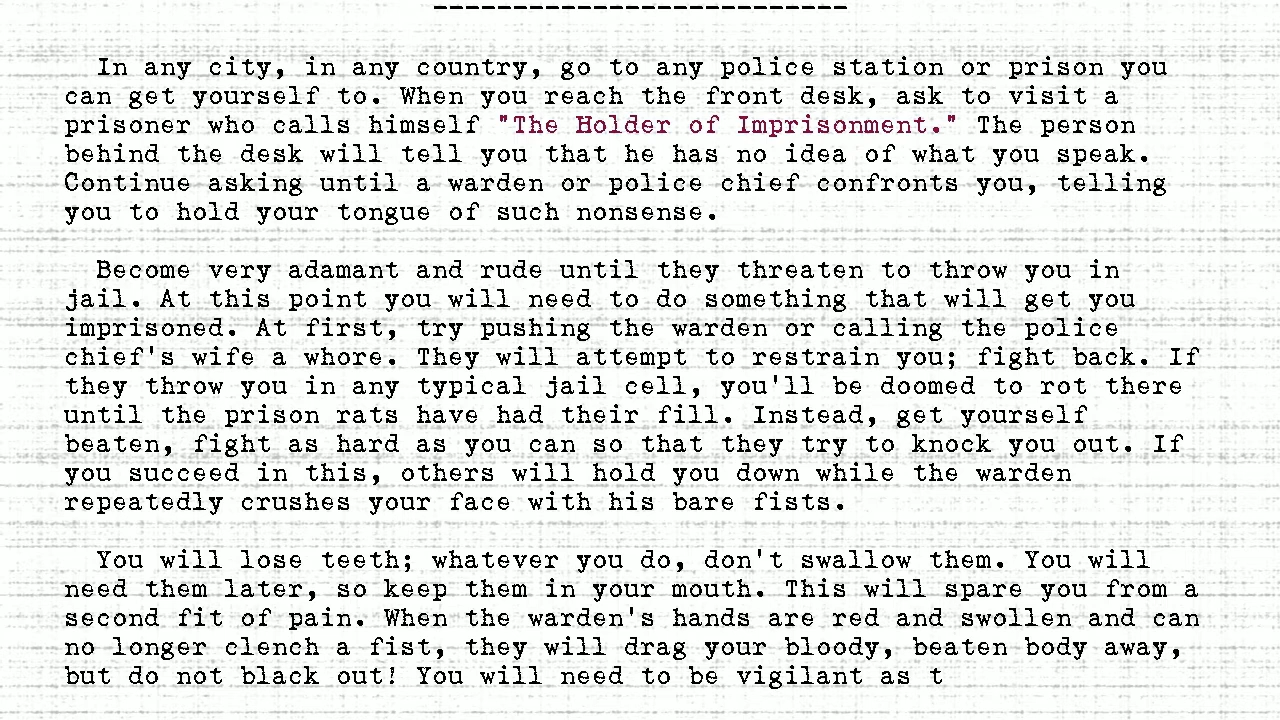 --------------------------
In any city, in any country, go to any police station or prison you
can get yourself to. When you reach the front desk, ask to visit a
prisoner who calls himself "The Holder of Imprisonment." The person
behind the desk will tell you that he has no idea of what you speak.
Continue asking until a warden or police chief confronts you, telling
you to hold your tongue of such nonsense.
Become very adamant and rude until they threaten to throw you in
jail. At this point you will need to do something that will get you
imprisoned. At first, try pushing the warden or calling the police
chief's wife a whore. They will attempt to restrain you; fight back. If
they throw you in any typical jail cell, you'll be doomed to rot there
until the prison rats have had their fill. Instead, get yourself
beaten, fight as hard as you can so that they try to knock you out. If
you succeed in this, others will hold you down while the warden
repeatedly crushes your face with his bare fists.
You will lose teeth; whatever you do, don't swallow them. You will
need them later, so keep them in your mouth. This will spare you from a
second fit of pain. When the warden's hands are red and swollen and can
no longer clench a fist, they will drag your bloody, beaten body away,
but do not black out! You will need to be vigilant as t